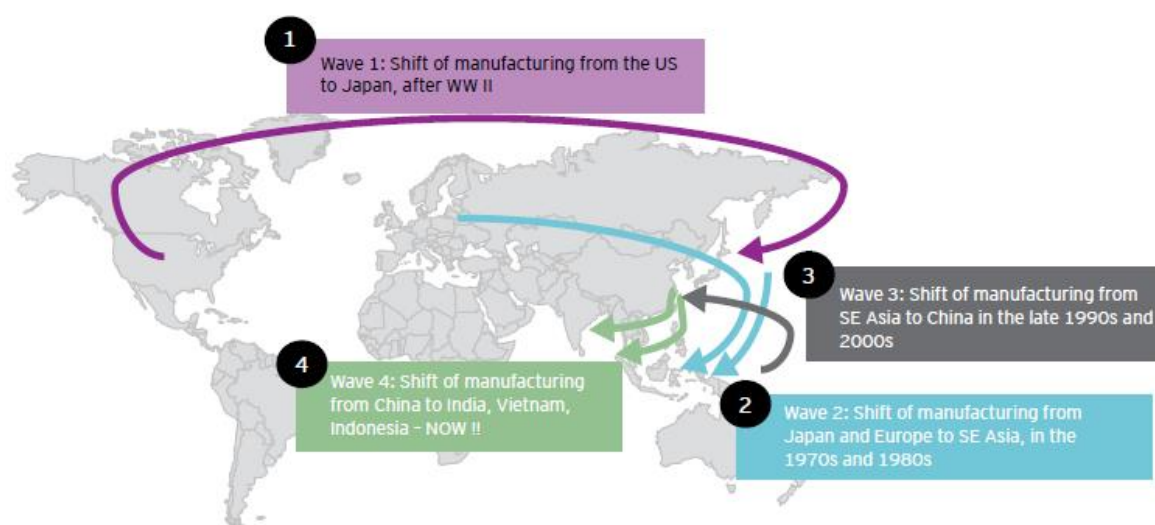 1
Wave 1: Shift of manufacturing from the US
to Japan, after WW II
3
Wave 3: Shift of manufacturing from
SE Asia to China in the late 1990s and
2000s
4
Wave 4: Shift of manufacturing
from China to India, Vietnam,
Indonesia – NOW !!
2
Wave 2: Shift of manufacturing from
Japan and Europe to SE Asia, in the
1970s and 1980s